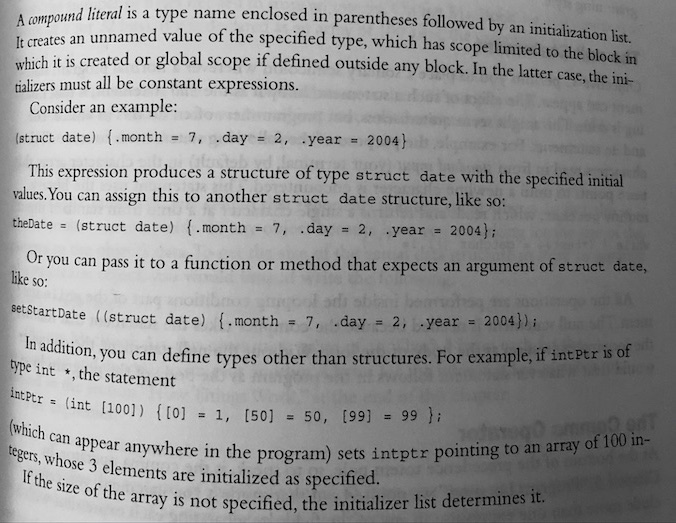 A compound literal is a type name enclosed in parentheses followed by an initialization list.
It creates an unnamed value of the specified type, which has scope limited to the block in
which it is created or global scope if defined outside any block. In the latter case, the ini-
tializers must all be constant expressions.
Consider an example:
(struct date) {.month = 7, .day = 2, .year = 2004}
This expression produces a structure of type struct date with the specified initial
values. You can assign this to another struct date structure, like so:
theDate = (struct date) {.month = 7, .day = 2, .year = 2004};
Or you can pass it to a function or method that expects an argument of struct date,
like so:
setStartDate ((struct date) {.month = 7, .day = 2, .year = 2004});
In addition, you can define types other than structures. For example, if intPtr is of
type int *, the statement
intPtr = (int [100]) {[0] = 1, [50] = 50, [99] = 99 };
(which can appear anywhere in the program) sets intptr pointing to an array of 100 in-
tegers, whose 3 elements are initialized as specified.
If the size of the array is not specified, the initializer list determines it.